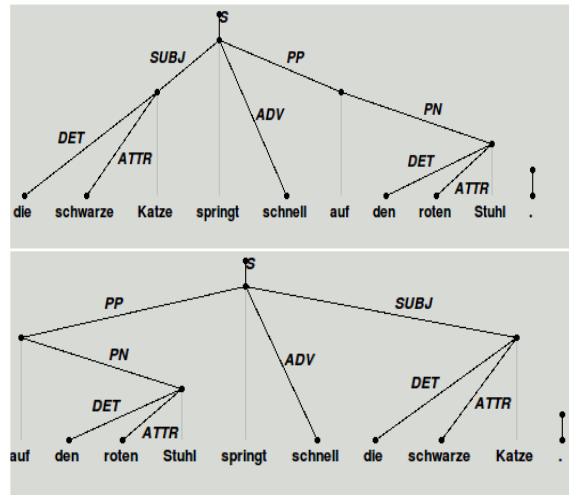 S
SUBJ PP
ADV PN
DET ATTR DET ATTR
die schwarze Katze springt schnell auf den roten Stuhl .
S
PP SUBJ
PN ADV
DET ATTR DET ATTR
auf den roten Stuhl springt schnell die schwarze Katze .